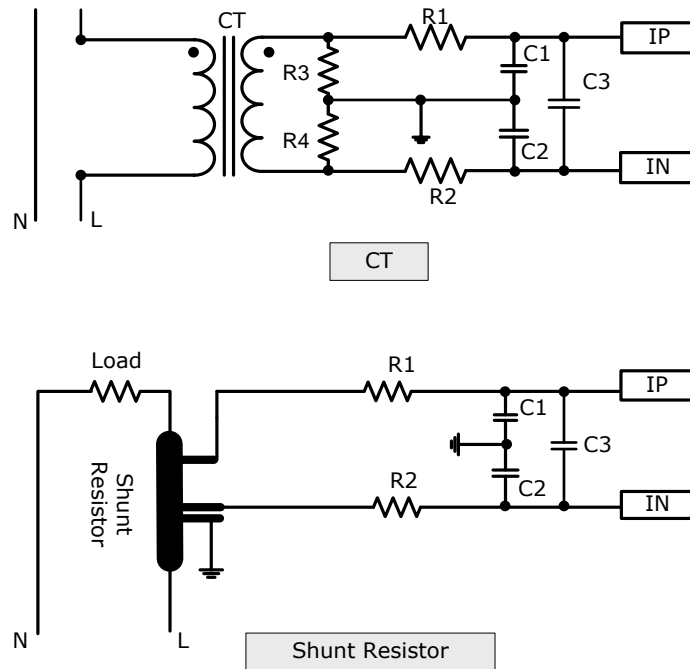 CT
R1
IP
R3
C1
C3
R4
C2
R2
IN
N
L
CT
Load
R1
IP
C1
C3
Shunt
Resistor
R2
C2
IN
N
L
Shunt Resistor